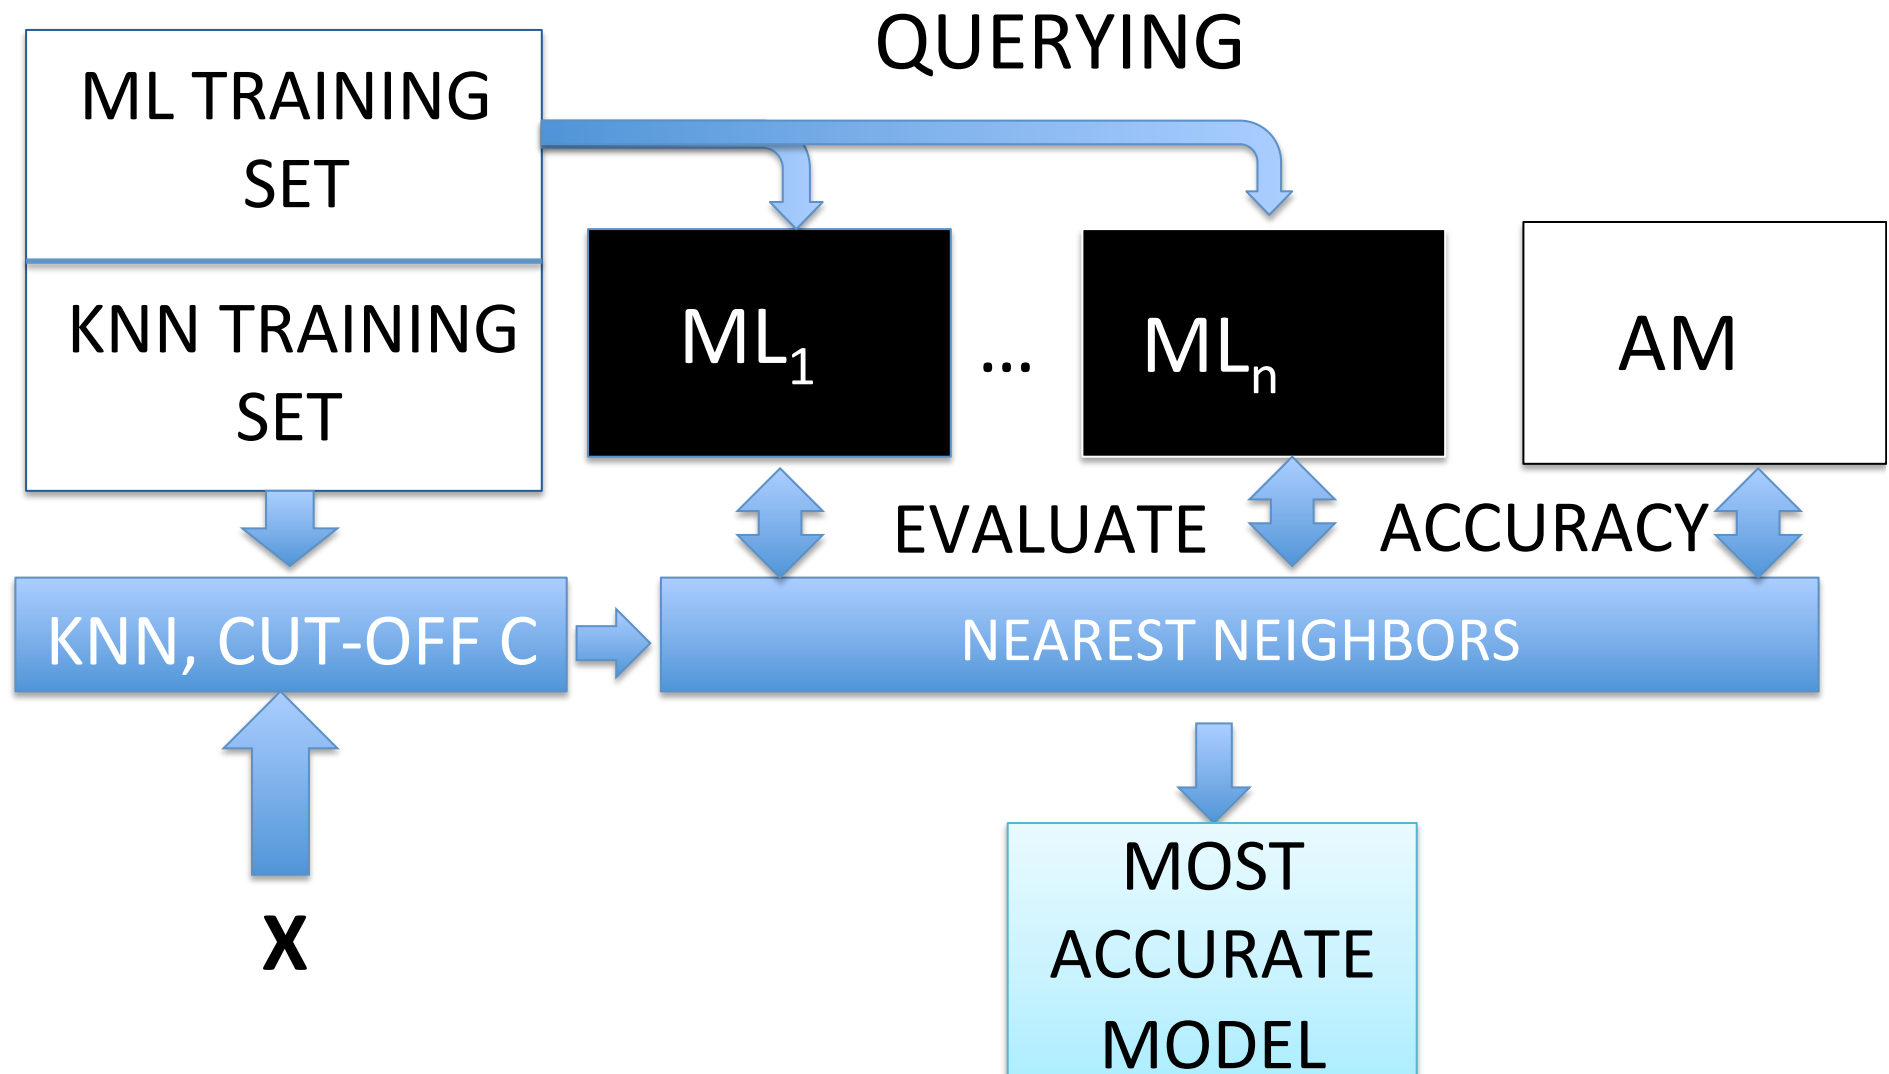 QUERYING
ML TRAINING
SET
KNN TRAINING
SET
ML1
...
MLn
AM
EVALUATE
ACCURACY
KNN, CUT-OFF C
NEAREST NEIGHBORS
X
MOST
ACCURATE
MODEL